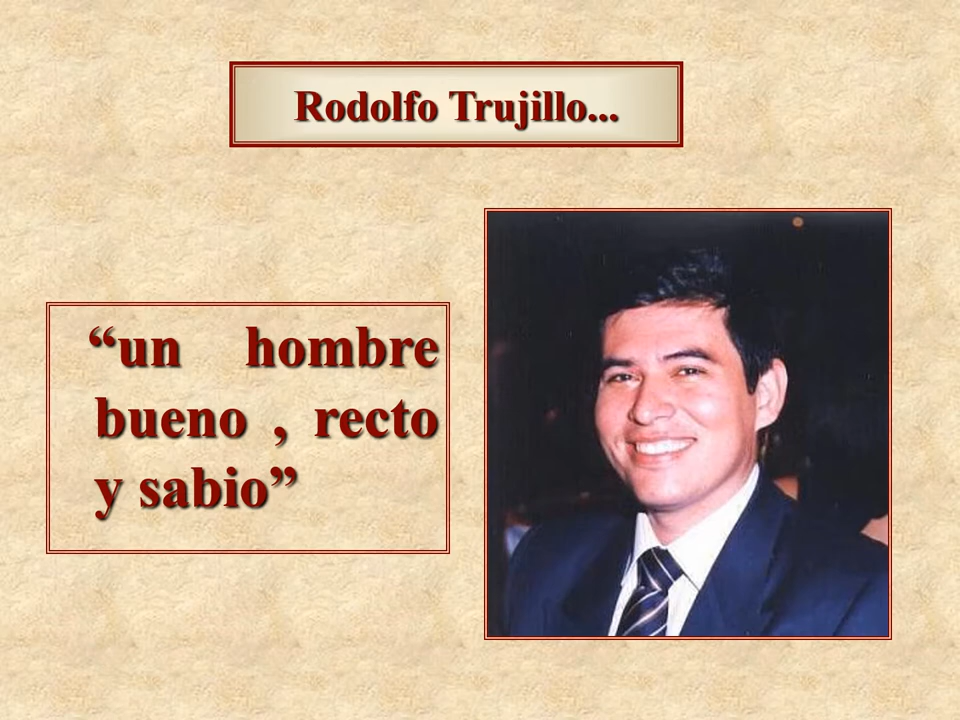 Rodolfo Trujillo...
“un hombre
bueno , recto
y sabio”